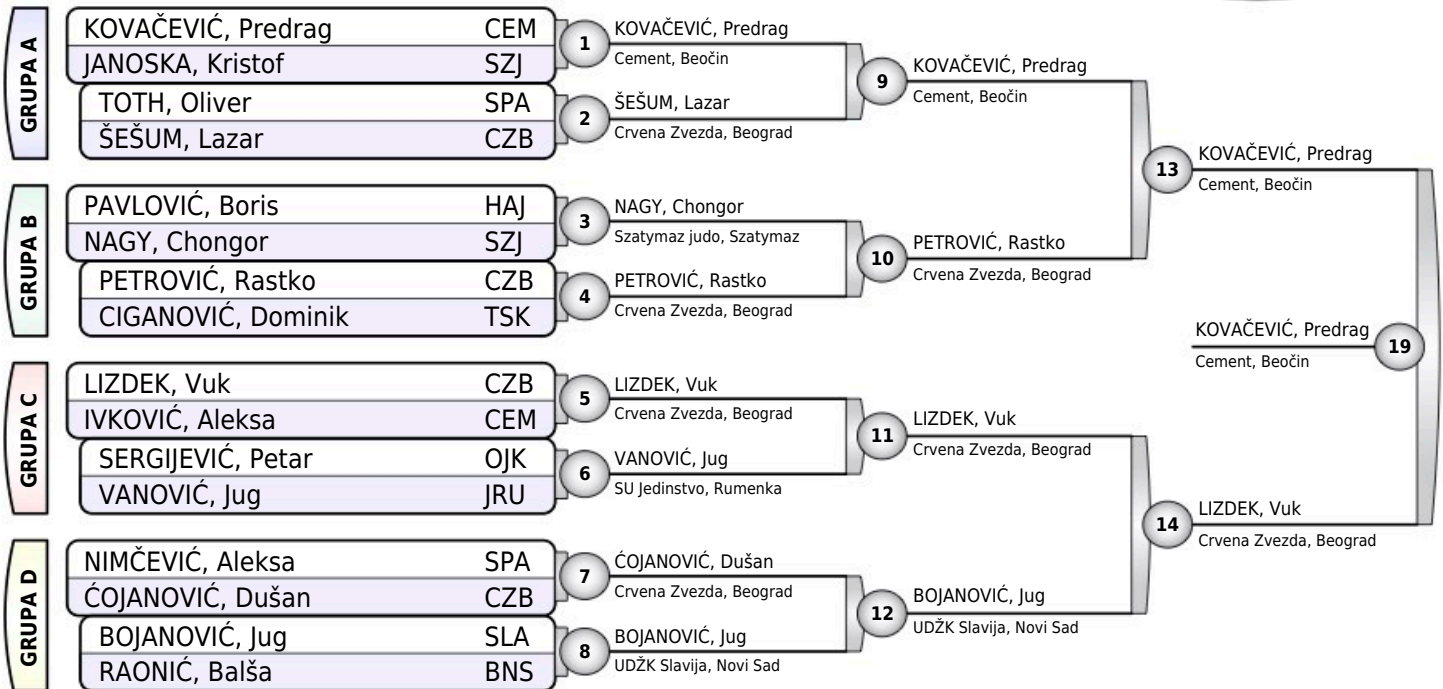 GRUPA A
KOVAČEVIĆ, Predrag CEM
JANOSKA, Kristof SZJ
TOTH, Oliver SPA
ŠEŠUM, Lazar CZB
GRUPA B
PAVLOVIĆ, Boris HAJ
NAGY, Chongor SZJ
PETROVIĆ, Rastko CZB
CIGANOVIĆ, Dominik TSK
GRUPA C
LIZDEK, Vuk CZB
IVKOVIĆ, Aleksa CEM
SERGIJEVIĆ, Petar OJK
VANOVIĆ, Jug JRU
GRUPA D
NIMČEVIĆ, Aleksa SPA
ĆOJANOVIĆ, Dušan CZB
BOJANOVIĆ, Jug SLA
RAONIĆ, Balša BNS
1
KOVAČEVIĆ, Predrag
Cement, Beočin
2
ŠEŠUM, Lazar
Crvena Zvezda, Beograd
3
NAGY, Chongor
Szatymaz judo, Szatymaz
4
PETROVIĆ, Rastko
Crvena Zvezda, Beograd
5
LIZDEK, Vuk
Crvena Zvezda, Beograd
6
VANOVIĆ, Jug
SU Jedinstvo, Rumenka
7
ĆOJANOVIĆ, Dušan
Crvena Zvezda, Beograd
8
BOJANOVIĆ, Jug
UDŽK Slavija, Novi Sad
9
KOVAČEVIĆ, Predrag
Cement, Beočin
10
PETROVIĆ, Rastko
Crvena Zvezda, Beograd
11
LIZDEK, Vuk
Crvena Zvezda, Beograd
12
BOJANOVIĆ, Jug
UDŽK Slavija, Novi Sad
13
KOVAČEVIĆ, Predrag
Cement, Beočin
14
LIZDEK, Vuk
Crvena Zvezda, Beograd
KOVAČEVIĆ, Predrag
Cement, Beočin
19